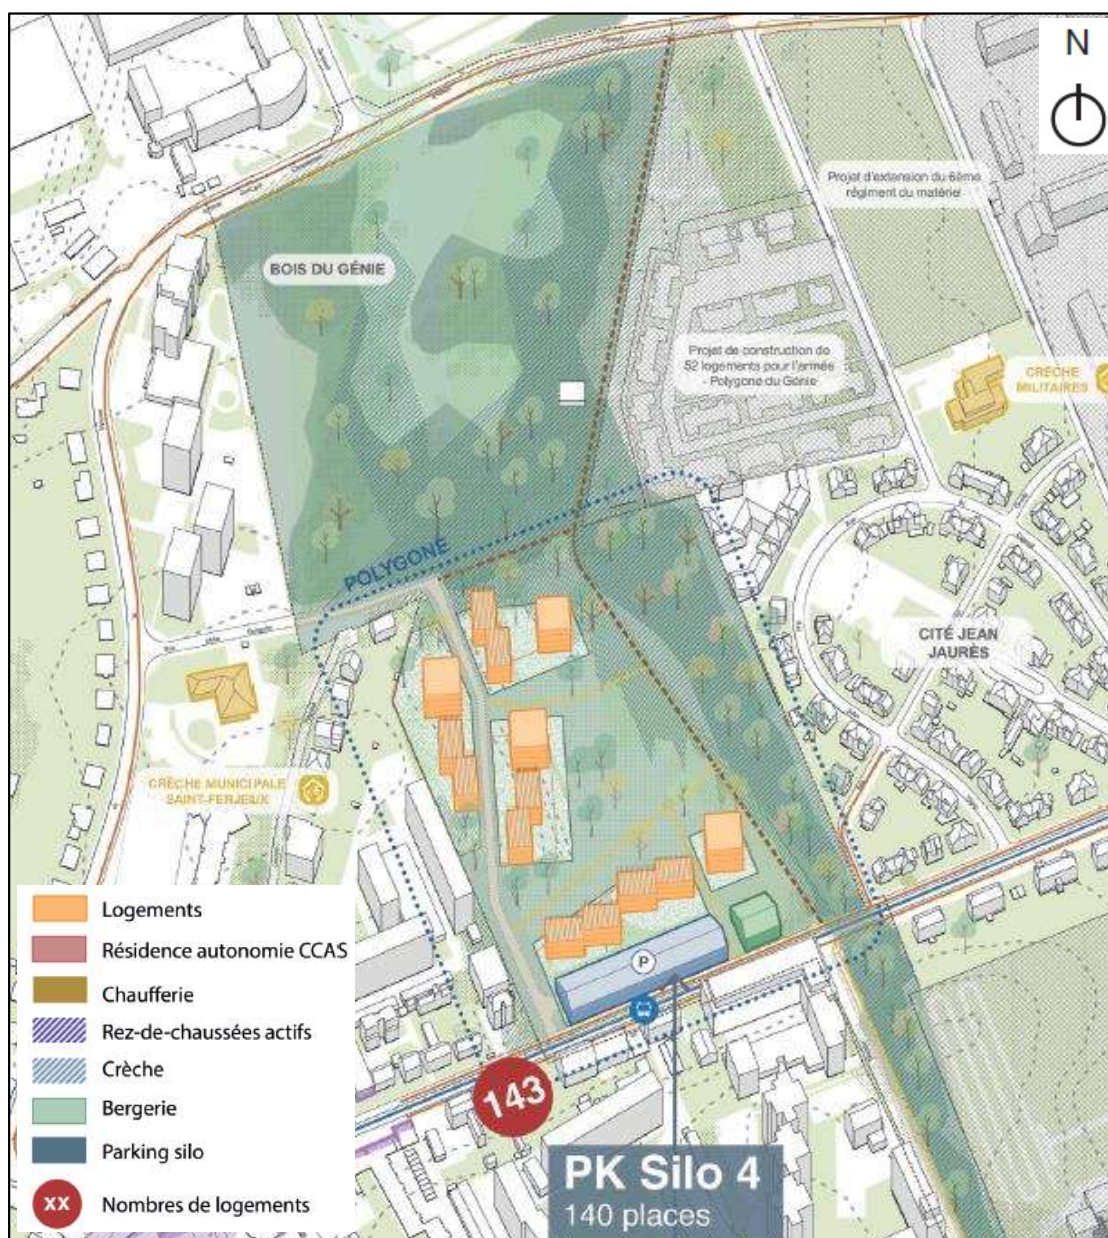 N
Projet d'extension du 6ème
régiment du matériel
BOIS DU GÉNIE
Projet de construction de
52 logements pour l'armée
- Polygone du Génie
CRÈCHE
MILITAIRES
POLYGONE
CITÉ JEAN
JAURÈS
CRÈCHE MUNICIPALE
SAINT-FERJEUX
P
143
PK Silo 4
140 places
Logements
Résidence autonomie CCAS
Chaufferie
Rez-de-chaussées actifs
Crèche
Bergerie
Parking silo
XX Nombres de logements